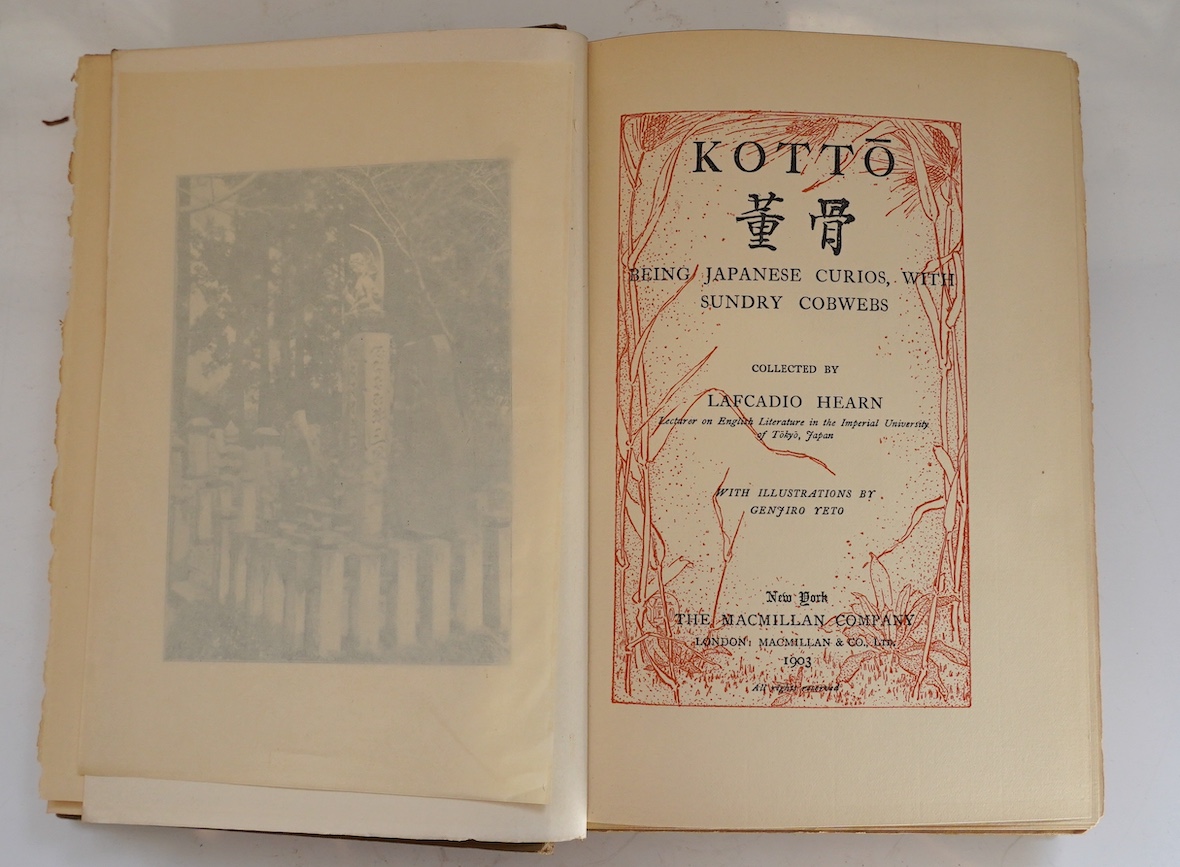 KOTTŌ
董骨
BEING JAPANESE CURIOS, WITH
SUNDRY COBWEBS
COLLECTED BY
LAFCADIO HEARN
Lecturer on English Literature in the Imperial University
of Tōkyō, Japan
WITH ILLUSTRATIONS BY
GENJIRO YETO
New York
THE MACMILLAN COMPANY
LONDON: MACMILLAN & CO., LTD.
1903
All rights reserved